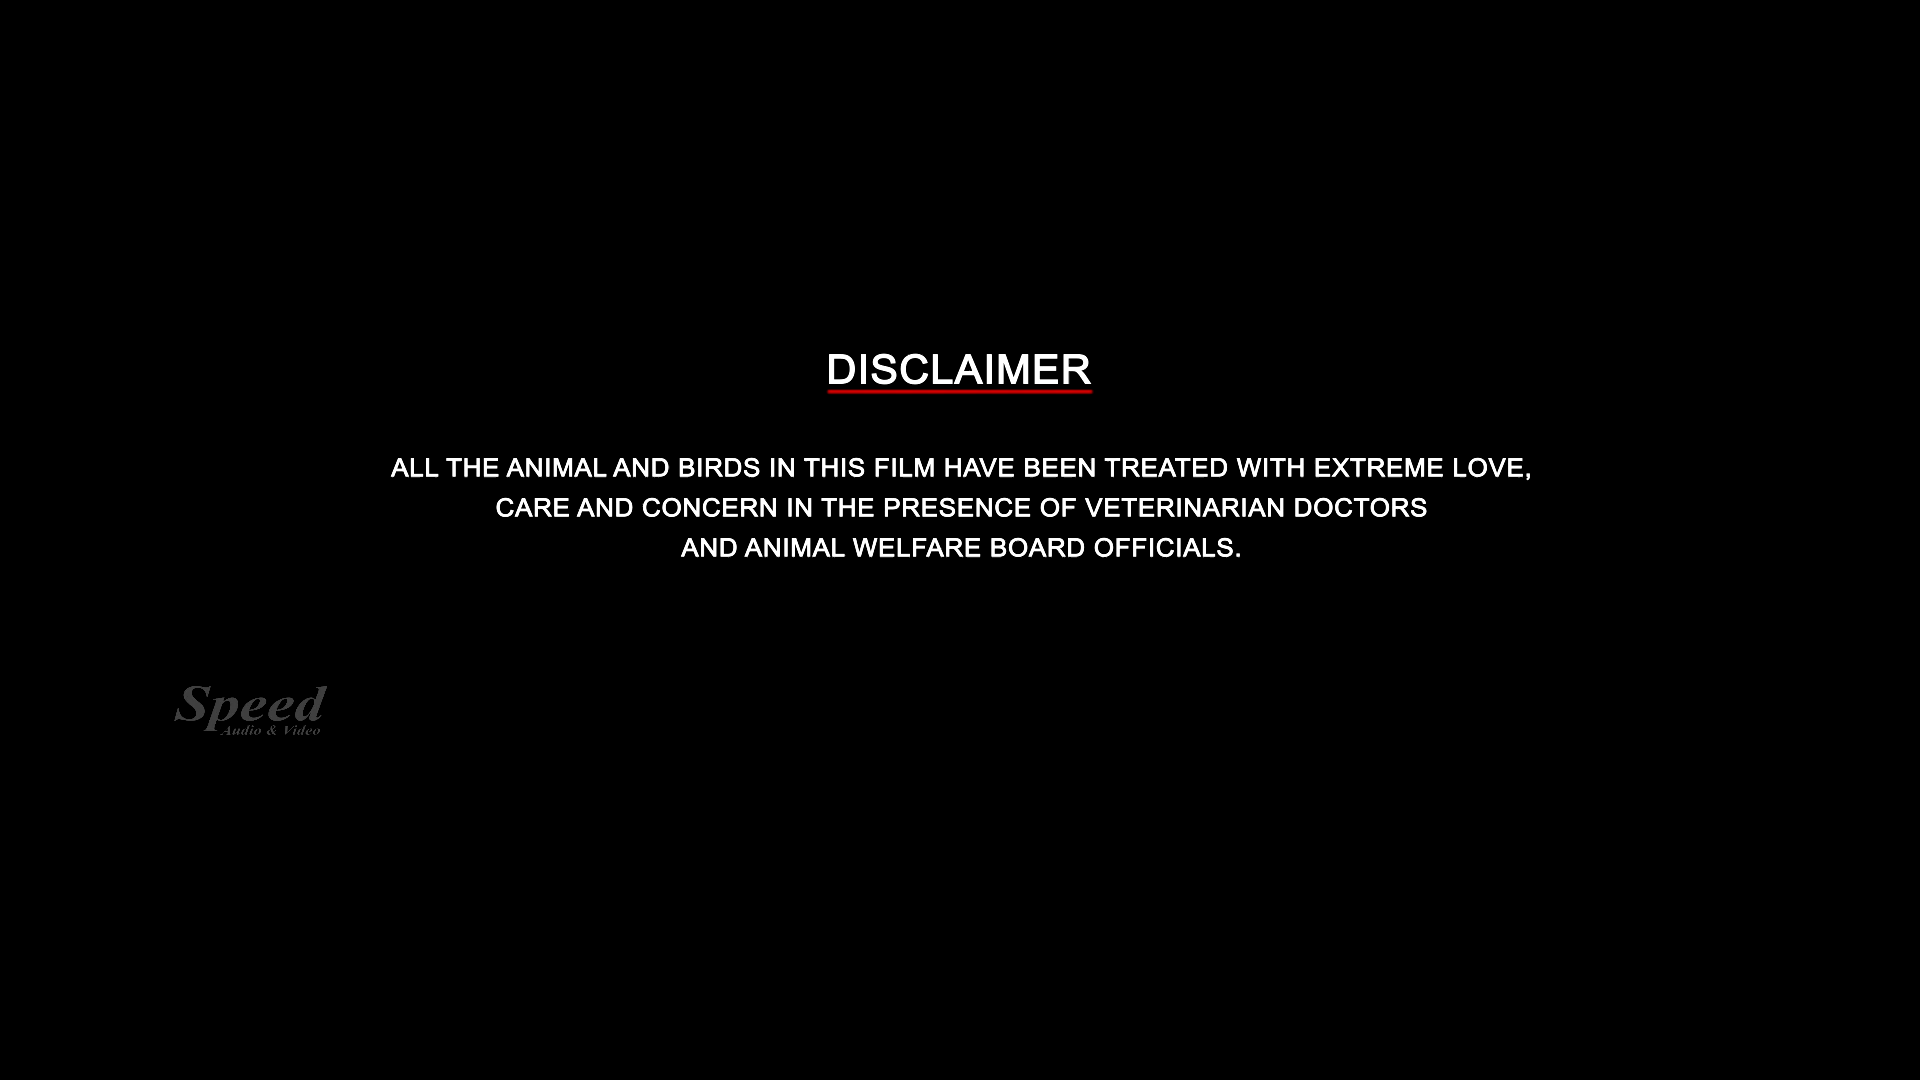 DISCLAIMER
ALL THE ANIMAL AND BIRDS IN THIS FILM HAVE BEEN TREATED WITH EXTREME LOVE,
CARE AND CONCERN IN THE PRESENCE OF VETERINARIAN DOCTORS
AND ANIMAL WELFARE BOARD OFFICIALS.
Speed
Audio & Video